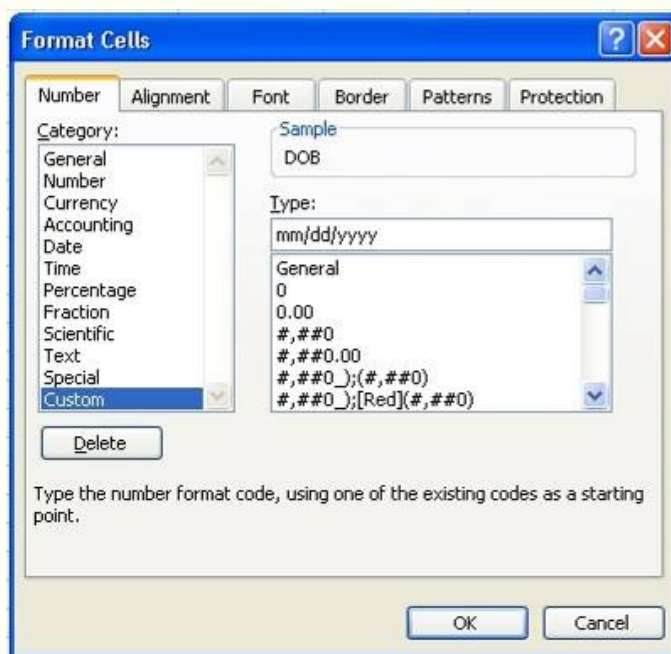 Format Cells
Number Alignment Font Border Patterns Protection
Category:
General
Number
Currency
Accounting
Date
Time
Percentage
Fraction
Scientific
Text
Special
Custom
Sample
DOB
Type:
mm/dd/yyyy
General
0
0.00
#,##0
#,##0.00
#,##0_);(#,##0)
#,##0_);[Red](#,##0)
Delete
Type the number format code, using one of the existing codes as a starting
point.
OK Cancel